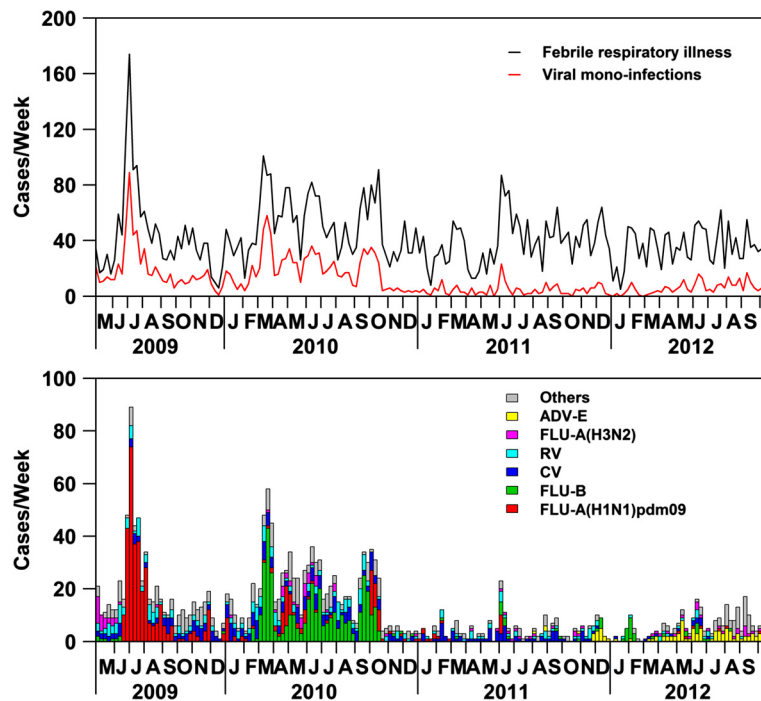 200
160
120
80
40
0
Cases/Week
Febrile respiratory illness
Viral mono-infections
M J J A S O N D J F M A M J J A S O N D J F M A M J J A S O N D J F M A M J J A S
2009 2010 2011 2012
100
80
60
40
20
0
Cases/Week
Others
ADV-E
FLU-A(H3N2)
RV
CV
FLU-B
FLU-A(H1N1)pdm09
M J J A S O N D J F M A M J J A S O N D J F M A M J J A S O N D J F M A M J J A S
2009 2010 2011 2012